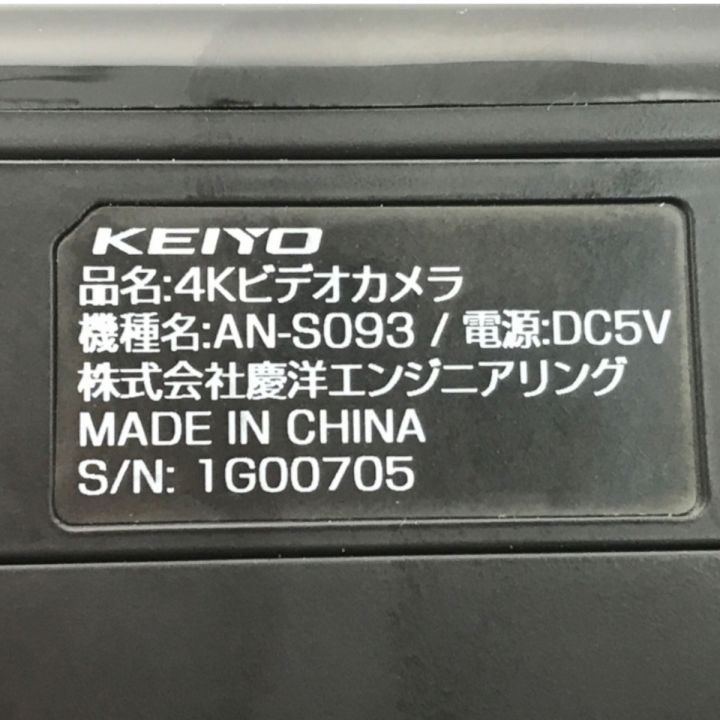 KEIYO
品名:4Kビデオカメラ
機種名:AN-S093 / 電源:DC5V
株式会社慶洋エンジニアリング
MADE IN CHINA
S/N: 1G00705